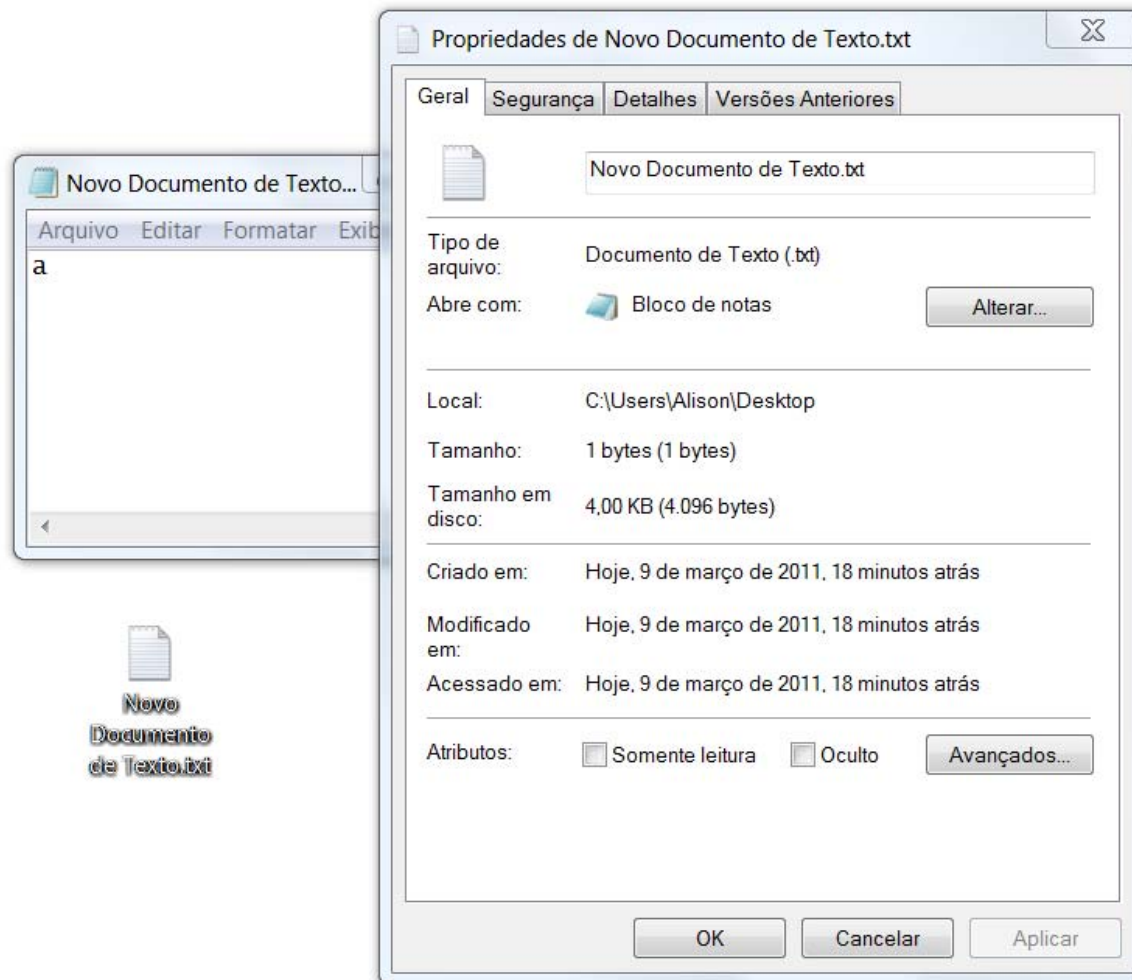 Propriedades de Novo Documento de Texto.txt
Geral
Segurança
Detalhes
Versões Anteriores
Novo Documento de Texto.txt
Tipo de
arquivo:
Documento de Texto (.txt)
Abre com:
Bloco de notas
Alterar...
Local:
C:\Users\Alison\Desktop
Tamanho:
1 bytes (1 bytes)
Tamanho em
disco:
4,00 KB (4.096 bytes)
Criado em:
Hoje, 9 de março de 2011, 18 minutos atrás
Modificado
em:
Hoje, 9 de março de 2011, 18 minutos atrás
Acessado em:
Hoje, 9 de março de 2011, 18 minutos atrás
Atributos:
Somente leitura
Oculto
Avançados...
OK
Cancelar
Aplicar
Novo Documento de Texto...
Arquivo Editar Formatar Exib
a
Novo
Documento
de Texto.txt